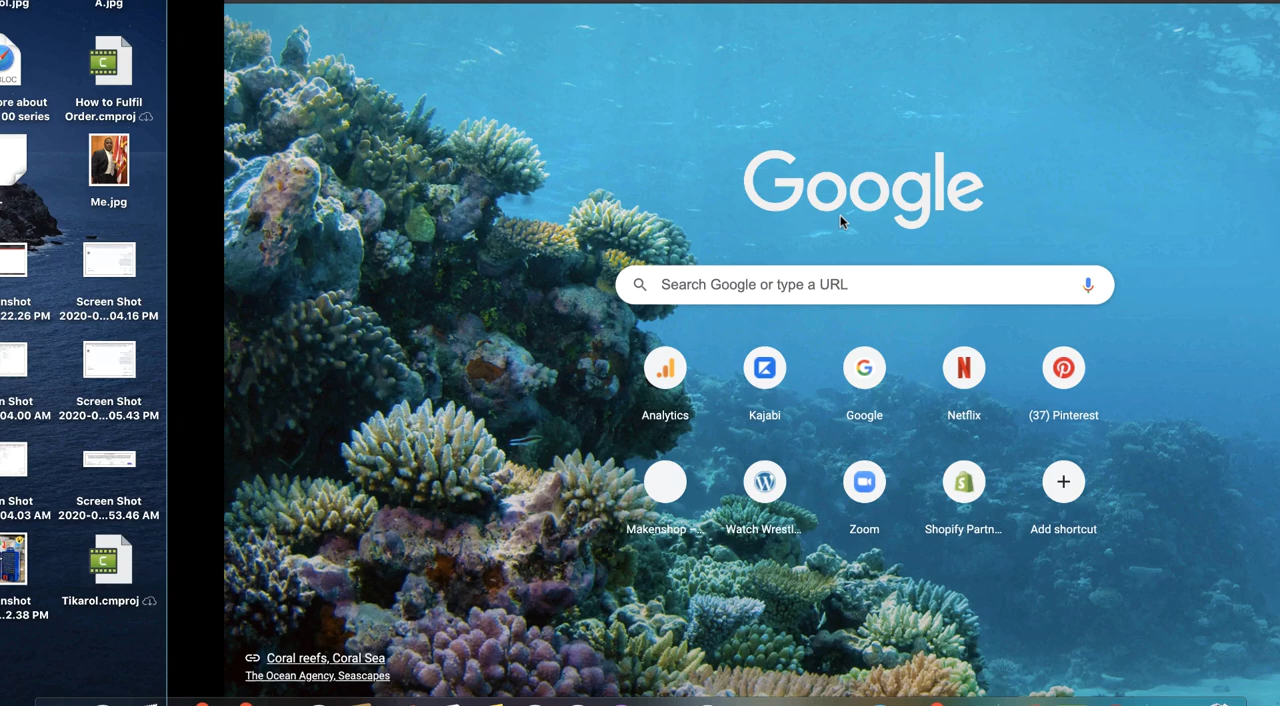 ol.jpg
A.jpg
LOC
ore about
00 series
How to Fulfil
Order.cmproj
Me.jpg
nshot
22.26 PM
Screen Shot
2020-0...04.16 PM
n Shot
04.00 AM
Screen Shot
2020-0...05.43 PM
n Shot
04.03 AM
Screen Shot
2020-0...53.46 AM
nshot
...2.38 PM
Tikarol.cmproj
Google
Search Google or type a URL
Analytics
Kajabi
Google
Netflix
(37) Pinterest
Makenshop –...
Watch Wrestl...
Zoom
Shopify Partn...
Add shortcut
Coral reefs, Coral Sea
The Ocean Agency, Seascapes